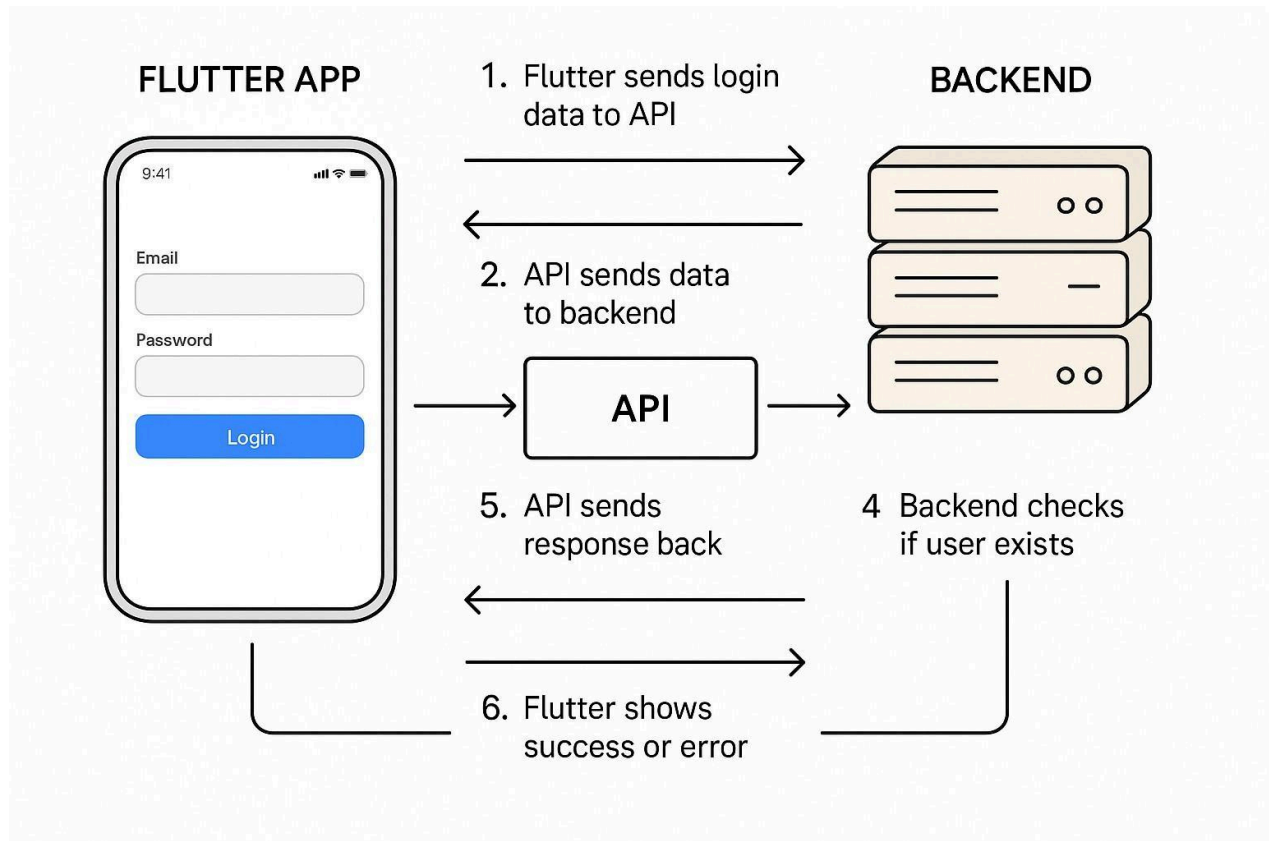 FLUTTER APP
9:41
Email
Password
Login
1. Flutter sends login
data to API
2. API sends data
to backend
API
5. API sends
response back
6. Flutter shows
success or error
BACKEND
4 Backend checks
if user exists